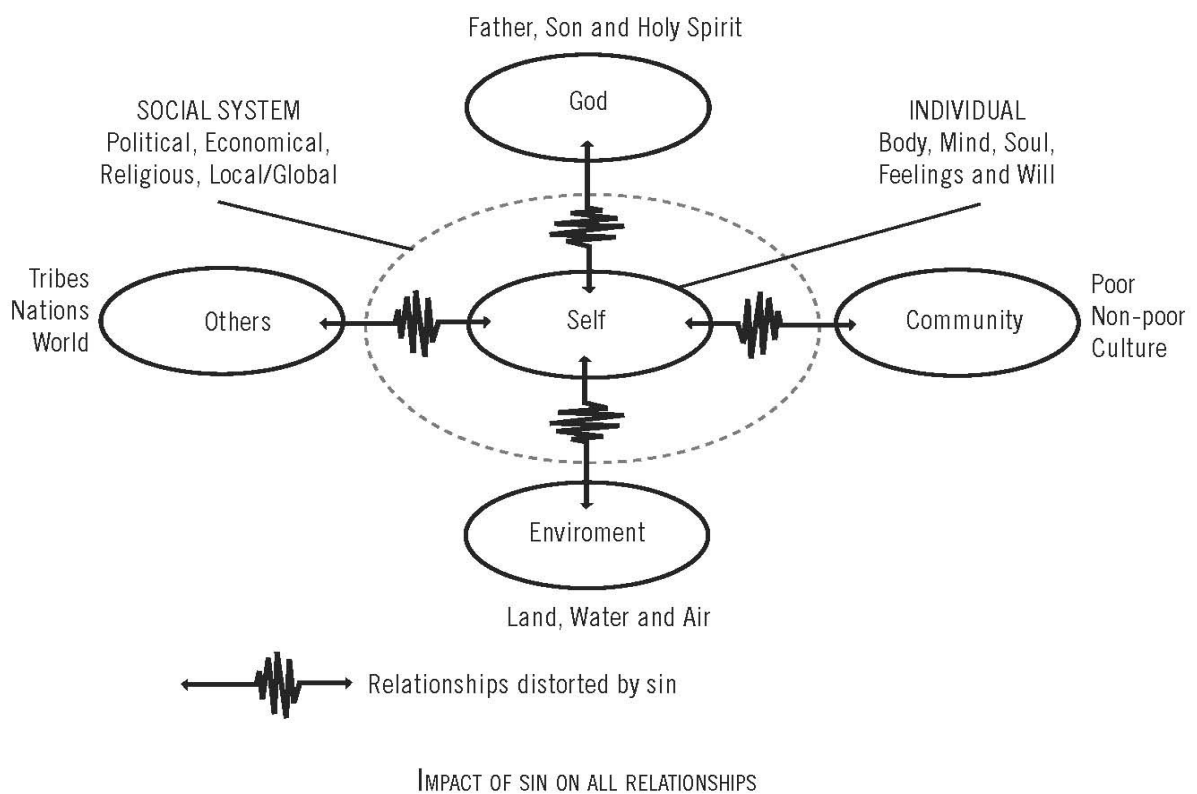 Father, Son and Holy Spirit
God
SOCIAL SYSTEM
Political, Economical,
Religious, Local/Global
INDIVIDUAL
Body, Mind, Soul,
Feelings and Will
Tribes
Nations
World
Others
Self
Community
Poor
Non-poor
Culture
Enviroment
Land, Water and Air
Relationships distorted by sin
IMPACT OF SIN ON ALL RELATIONSHIPS